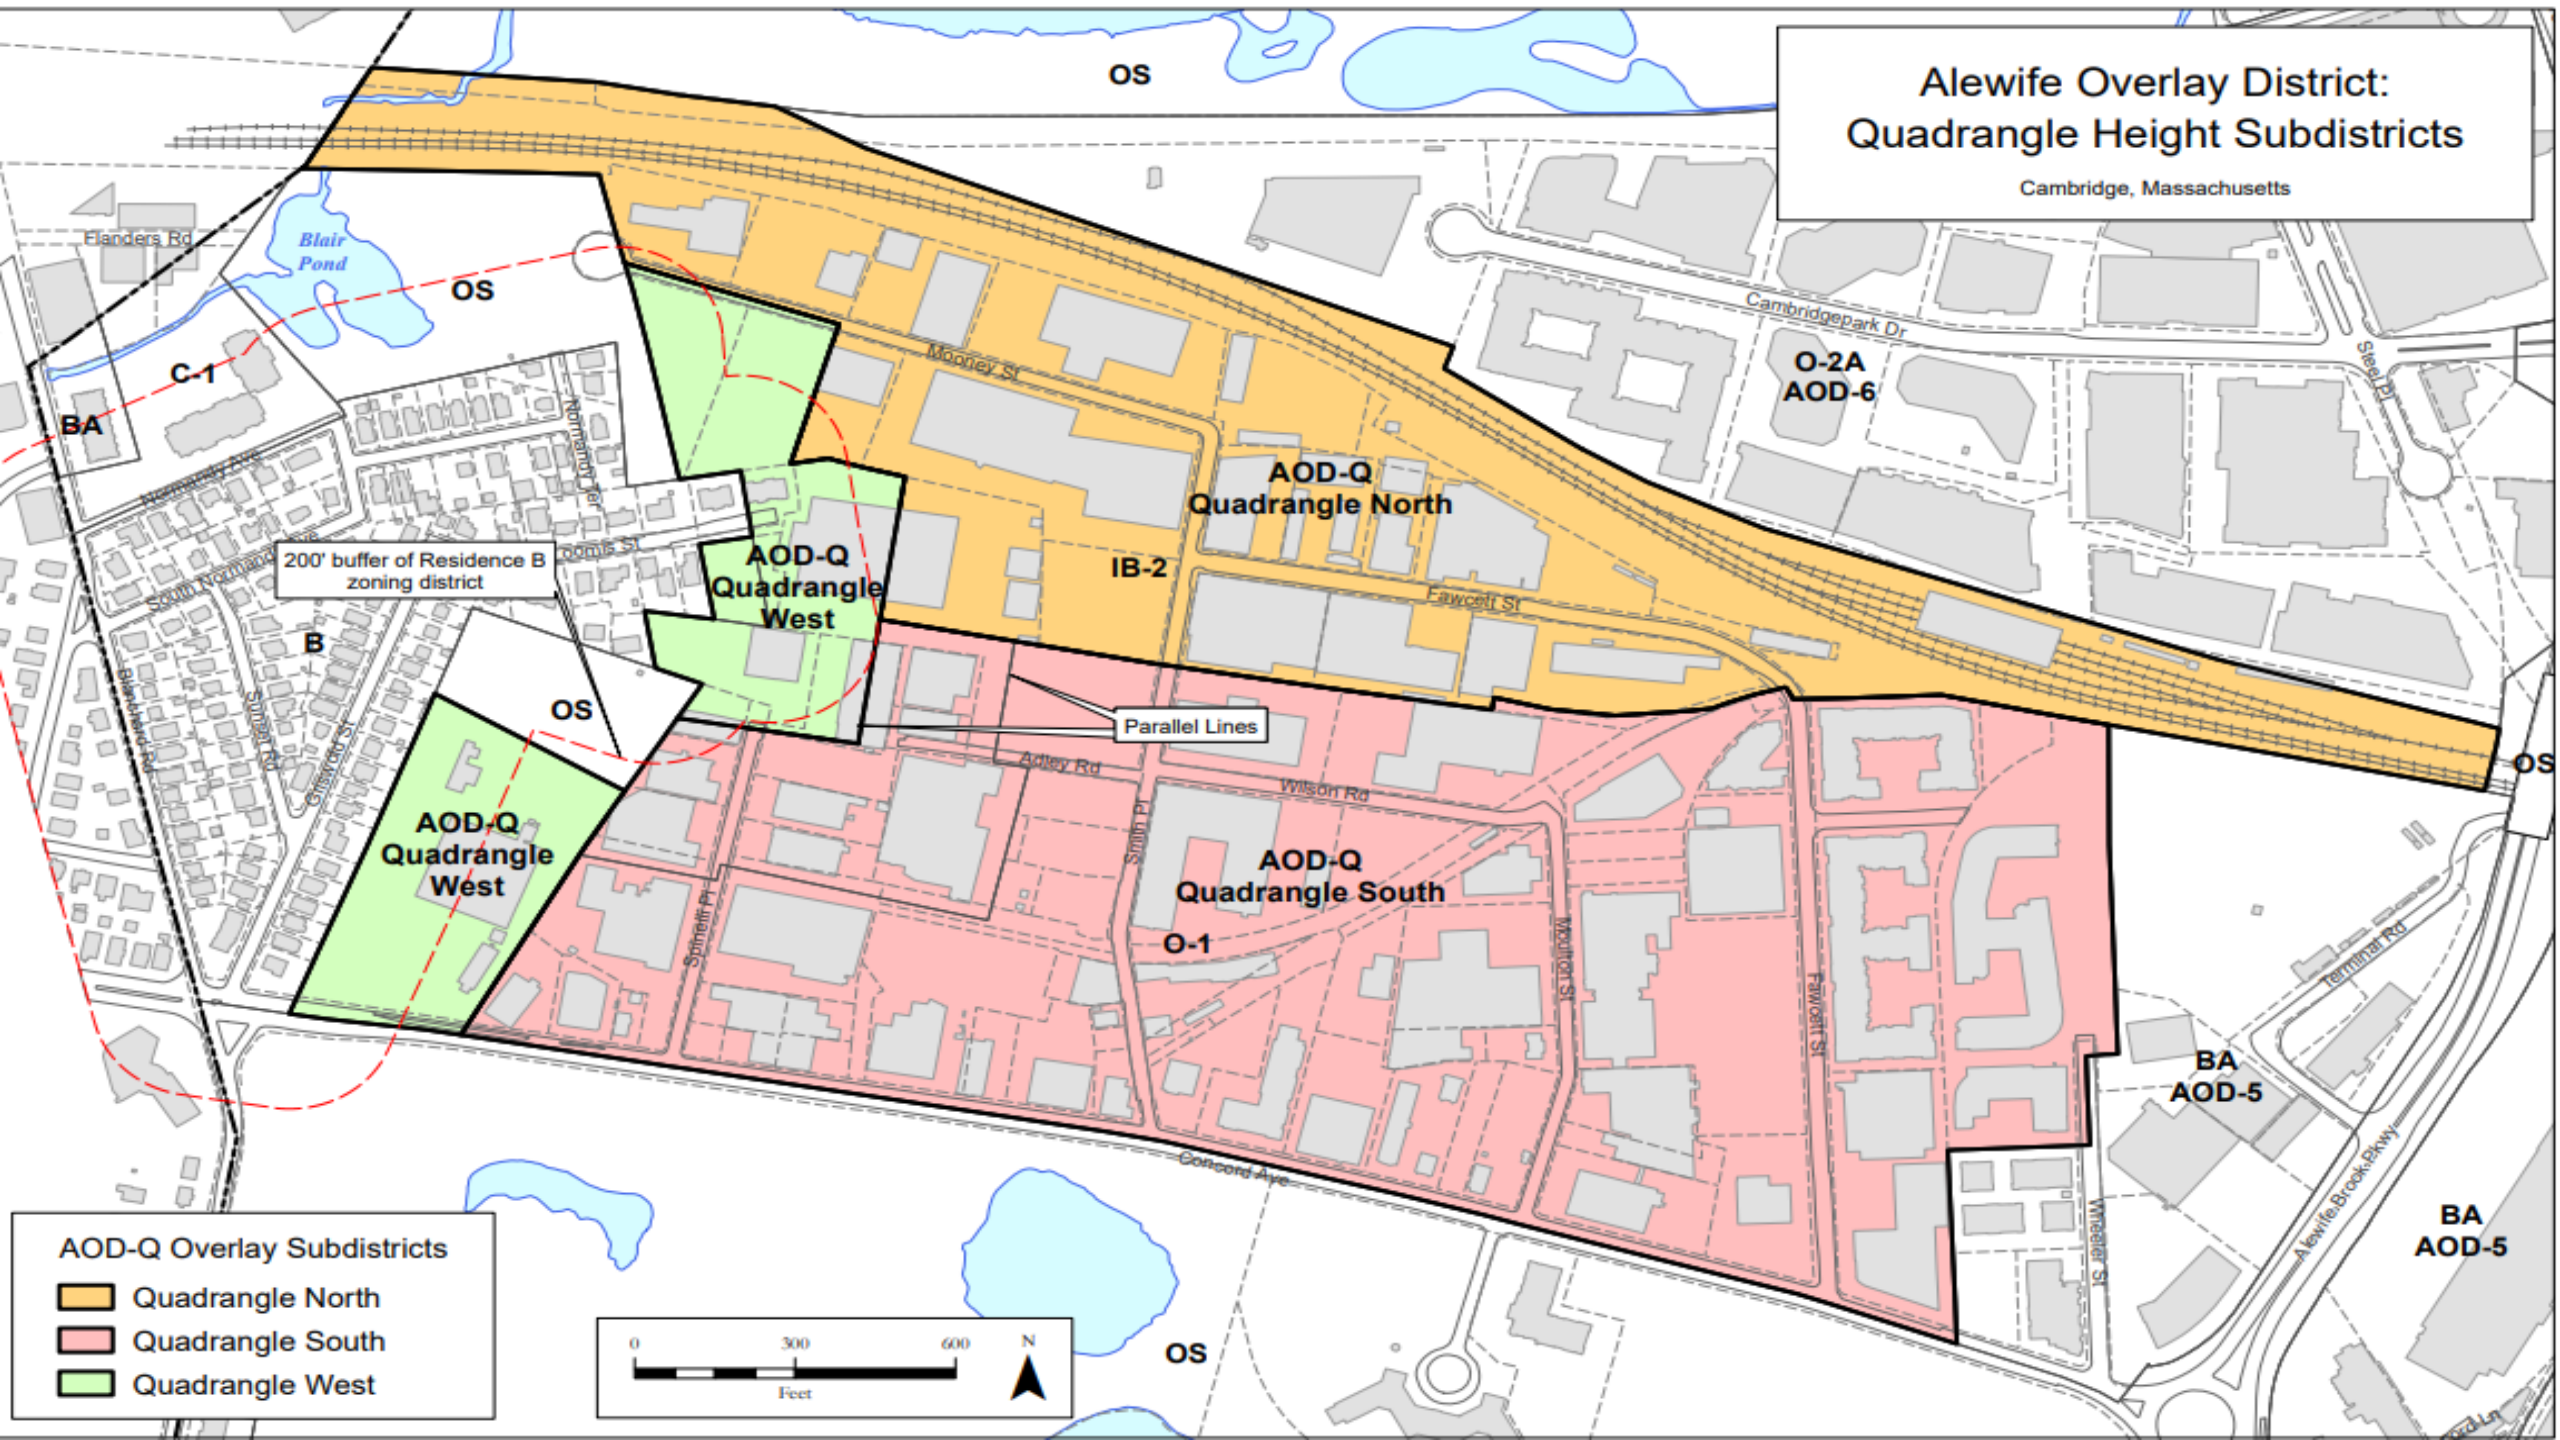 OS
Alewife Overlay District:
Quadrangle Height Subdistricts
Cambridge, Massachusetts
Flanders Rd
Blair
Pond
OS
Cambridgepark Dr
O-2A
AOD-6
Steel Pl
Mooney St
C-1
BA
Normandy Ave
Normandy Ter
AOD-Q
Quadrangle North
200' buffer of Residence B
zoning district
South Normandy Ave
oomis St
AOD-Q
Quadrangle
West
IB-2
Fawcett St
B
Blanchard Rd
Sunset Rd
Griswold St
OS
Parallel Lines
Adley Rd
Wilson Rd
OS
AOD-Q
Quadrangle
West
Smith Pl
AOD-Q
Quadrangle South
O-1
Spinelli Pl
Moulton St
Fawcett St
Terminal Rd
BA
AOD-5
Concord Ave
Alewife Brook Pkwy
Wheeler St
BA
AOD-5
AOD-Q Overlay Subdistricts
Quadrangle North
Quadrangle South
Quadrangle West
0 300 600
Feet
N
OS